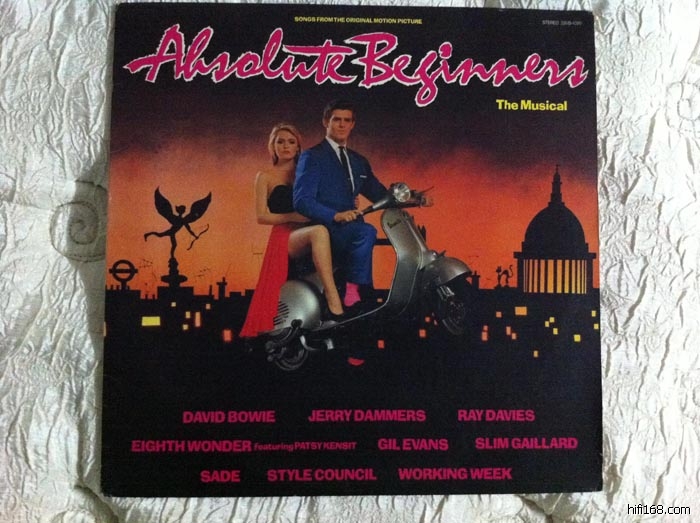 SONGS FROM THE ORIGINAL MOTION PICTURE
Absolute Beginners
The Musical
DAVID BOWIE JERRY DAMMERS RAY DAVIES
EIGHTH WONDER featuring PATSY KENSIT GIL EVANS SLIM GAILLARD
SADE STYLE COUNCIL WORKING WEEK
hifi168.com